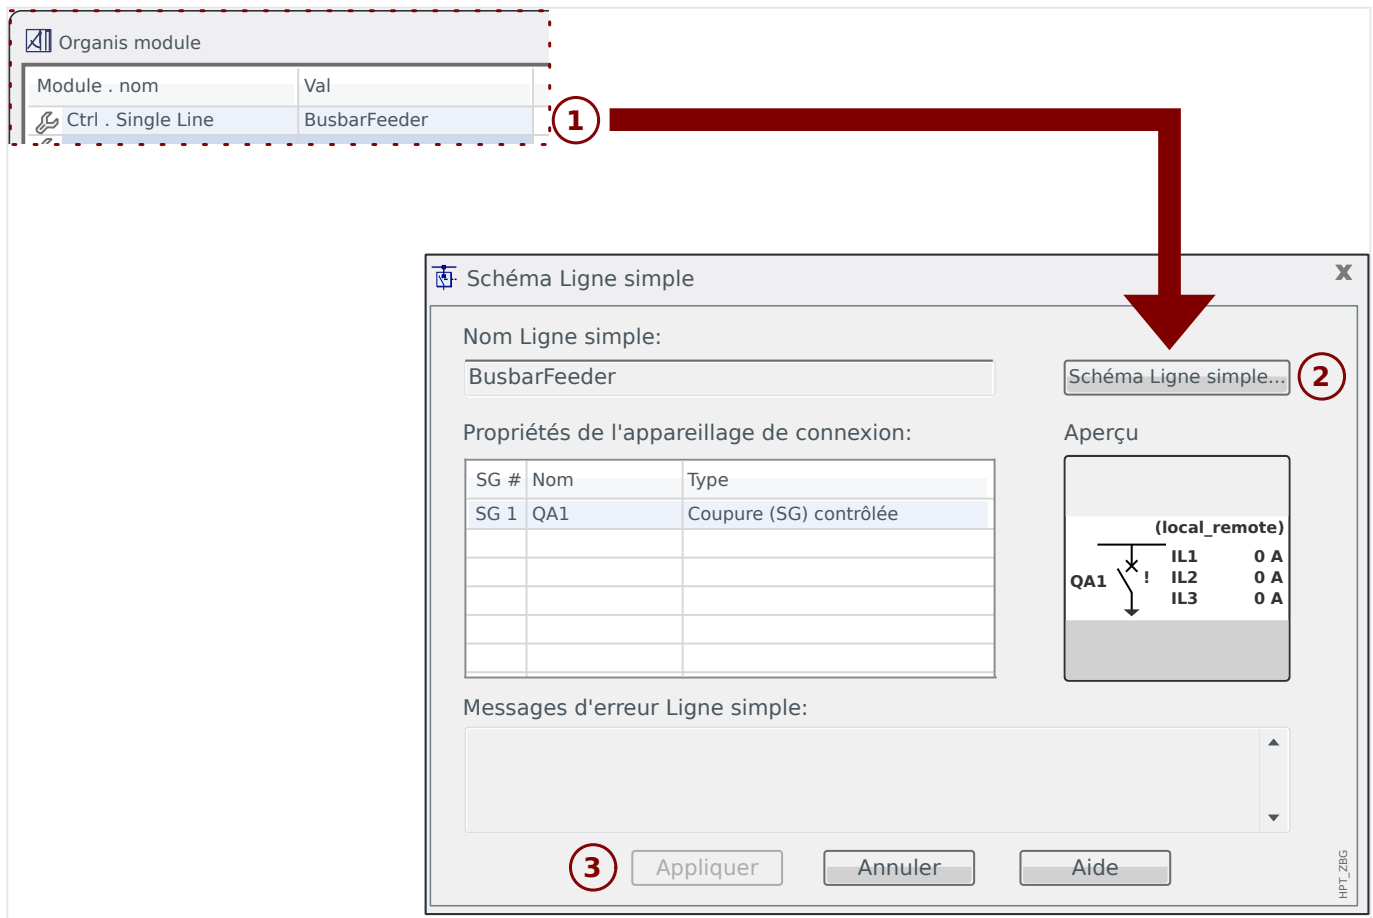 Organis module
Module . nom Val
Ctrl . Single Line BusbarFeeder
1
Schéma Ligne simple x
Nom Ligne simple:
BusbarFeeder
Schéma Ligne simple... 2
Propriétés de l'appareillage de connexion:
SG # Nom Type
SG 1 QA1 Coupure (SG) contrôlée
Aperçu
(local_remote)
IL1 0 A
QA1 ! IL2 0 A
IL3 0 A
Messages d'erreur Ligne simple:
3 Appliquer Annuler Aide
HPT_ZBG